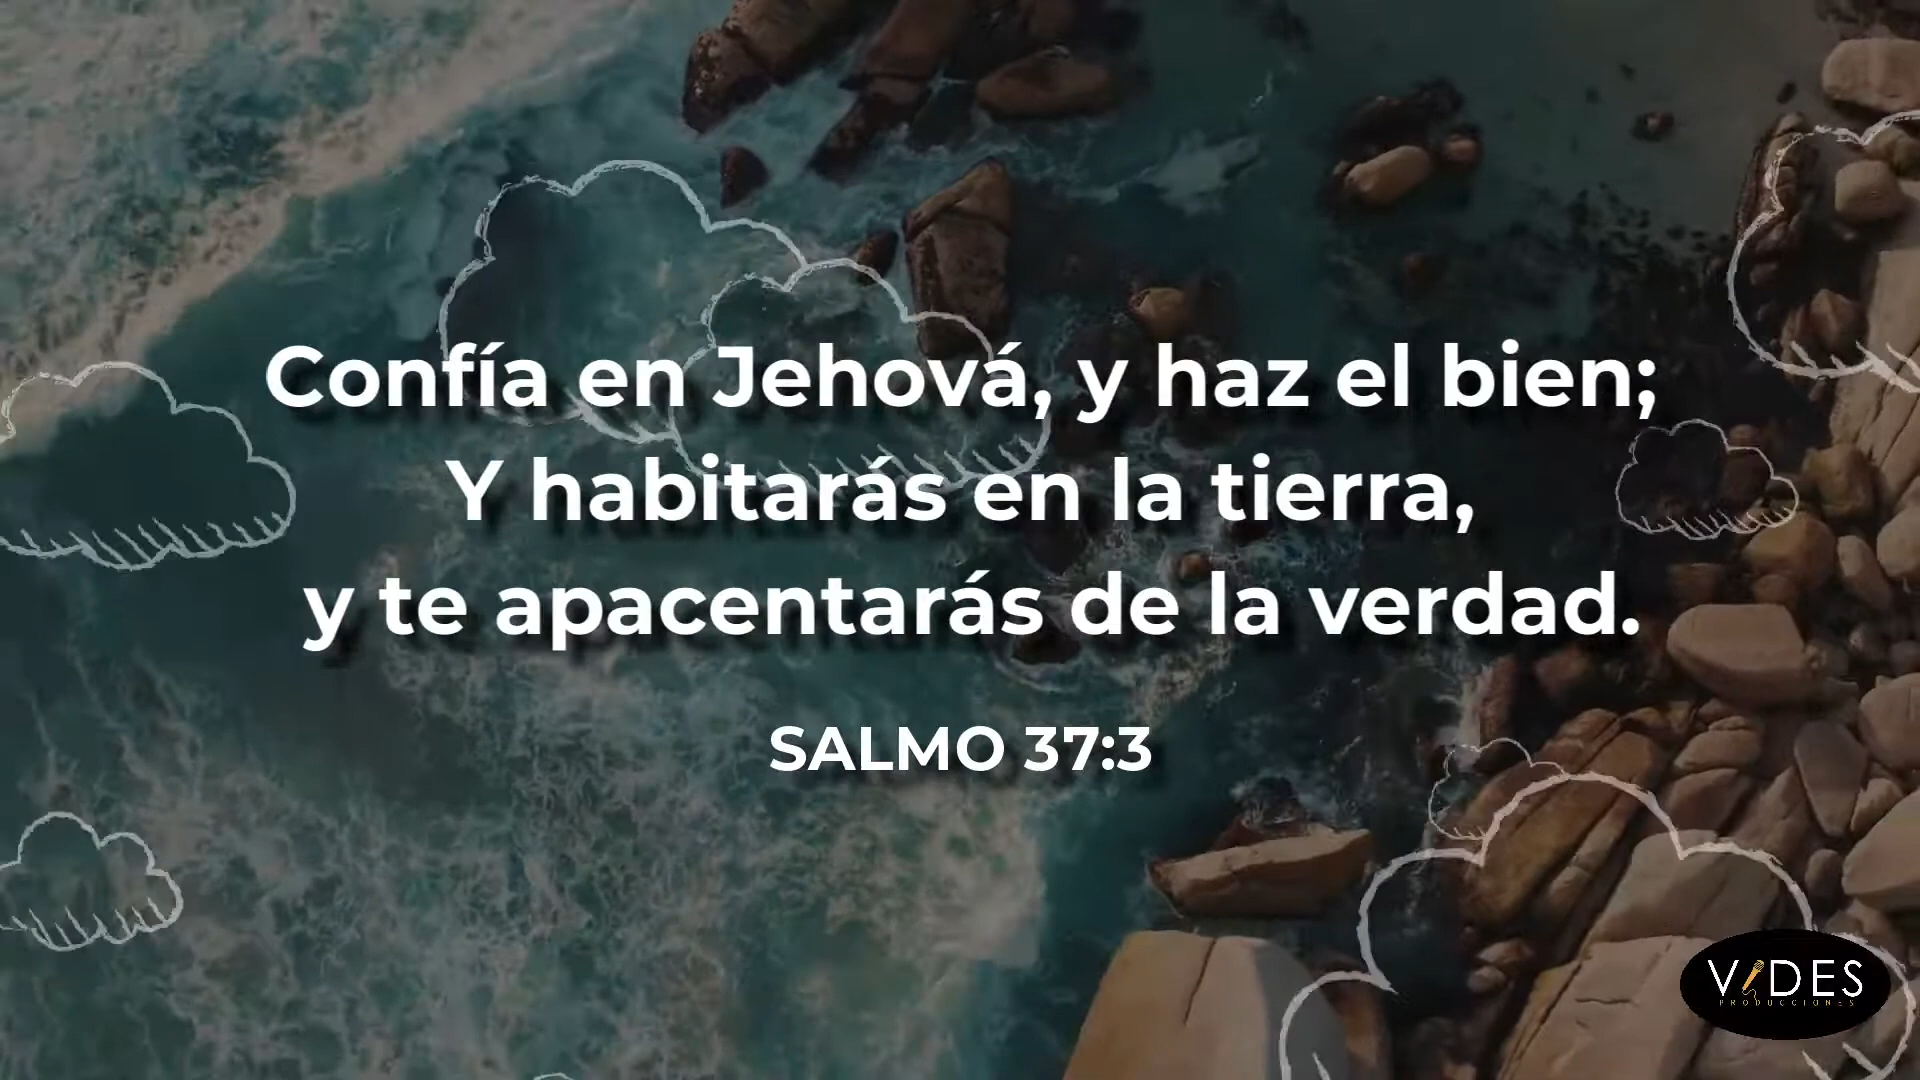 Confía en Jehová, y haz el bien;
Y habitarás en la tierra,
y te apacentarás de la verdad.
SALMO 37:3
VIDES
PRODUCCIONES